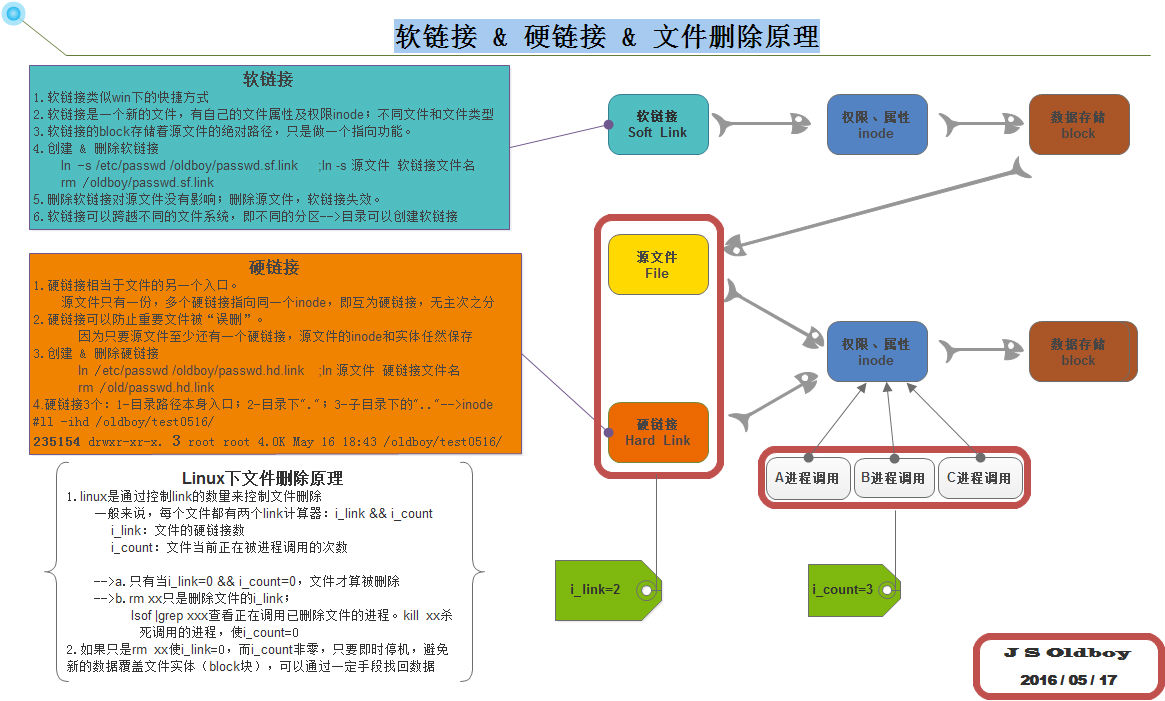 软链接 & 硬链接 & 文件删除原理
软链接
1. 软链接类似win下的快捷方式
2. 软链接是一个新的文件，有自己的文件属性及权限inode；不同文件和文件类型
3. 软链接的block存储着源文件的绝对路径，只是做一个指向功能。
4. 创建 & 删除软链接
ln -s /etc/passwd /oldboy/passwd.sf.link ;ln -s 源文件 软链接文件名
rm /oldboy/passwd.sf.link
5. 删除软链接对源文件没有影响；删除源文件，软链接失效。
6. 软链接可以跨越不同的文件系统，即不同的分区-->目录可以创建软链接
硬链接
1. 硬链接相当于文件的另一个入口。
源文件只有一份，多个硬链接指向同一个inode，即互为硬链接，无主次之分
2. 硬链接可以防止重要文件被“误删”。
因为只要源文件至少还有一个硬链接，源文件的inode和实体任然保存
3. 创建 & 删除硬链接
ln /etc/passwd /oldboy/passwd.hd.link ;ln 源文件 硬链接文件名
rm /old/passwd.hd.link
4.硬链接3个：1-目录路径本身入口；2-目录下"."；3-子目录下的".."-->inode
#ll -ihd /oldboy/test0516/
235154 drwxr-xr-x. 3 root root 4.0K May 16 18:43 /oldboy/test0516/
Linux下文件删除原理
1. linux是通过控制link的数量来控制文件删除
一般来说，每个文件都有两个link计算器：i_link && i_count
i_link：文件的硬链接数
i_count：文件当前正在被进程调用的次数
-->a. 只有当i_link=0 && i_count=0，文件才算被删除
-->b. rm xx只是删除文件的i_link；
lsof |grep xxx查看正在调用已删除文件的进程。kill xx杀
死调用的进程，使i_count=0
2. 如果只是rm xx使i_link=0，而i_count非零，只要即时停机，避免
新的数据覆盖文件实体（block块），可以通过一定手段找回数据
软链接
Soft Link
权限、属性
inode
数据存储
block
源文件
File
权限、属性
inode
数据存储
block
硬链接
Hard Link
A进程调用
B进程调用
C进程调用
i_link=2
i_count=3
J S Oldboy
2016 / 05 / 17